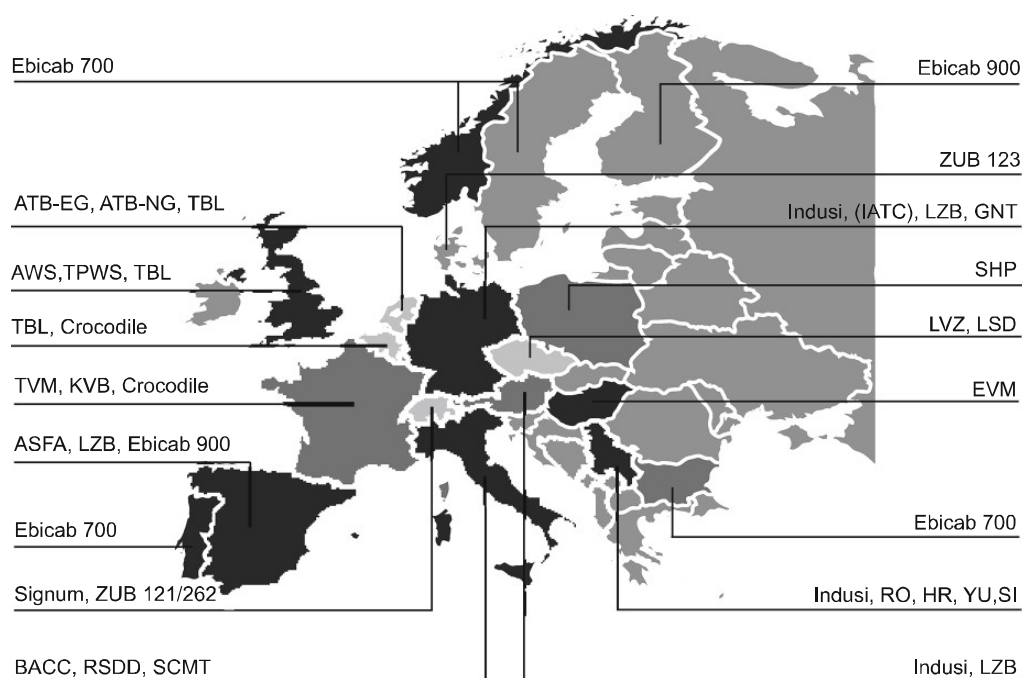 Ebicab 700
Ebicab 900
ZUB 123
ATB-EG, ATB-NG, TBL
Indusi, (IATC), LZB, GNT
AWS,TPWS, TBL
SHP
TBL, Crocodile
LVZ, LSD
TVM, KVB, Crocodile
EVM
ASFA, LZB, Ebicab 900
Ebicab 700
Ebicab 700
Signum, ZUB 121/262
Indusi, RO, HR, YU,SI
BACC, RSDD, SCMT
Indusi, LZB